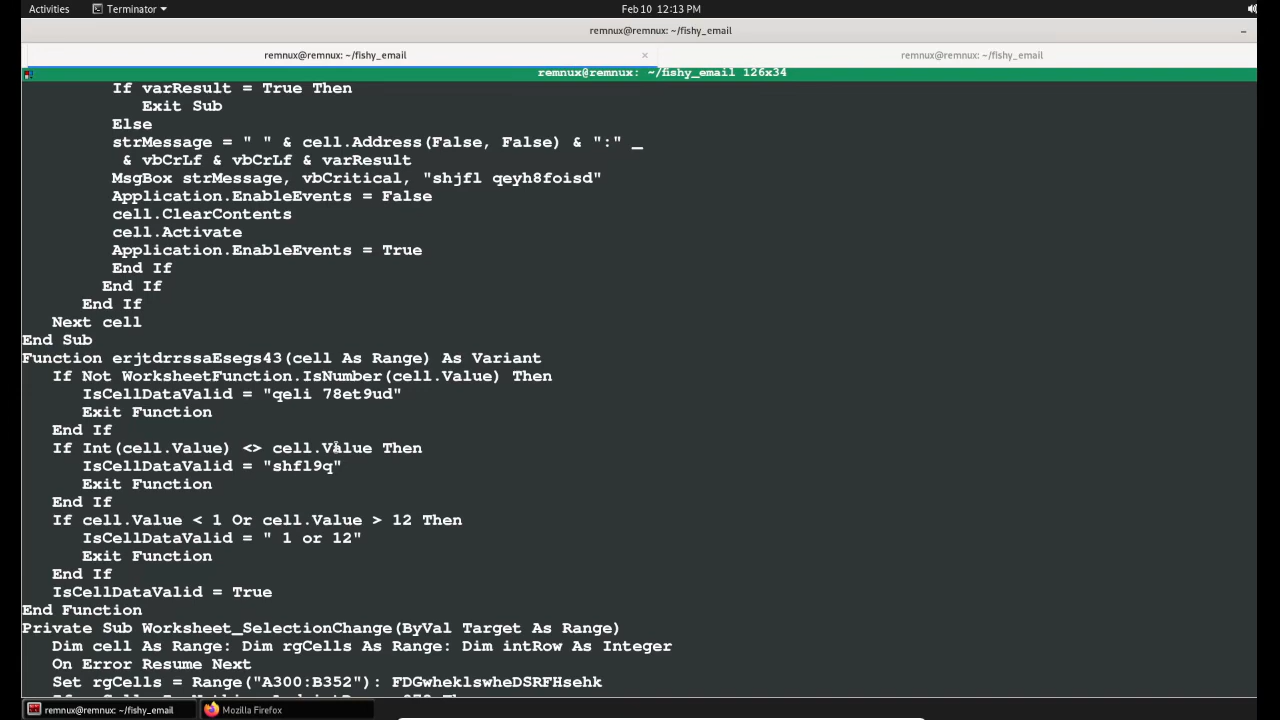 Activities
Terminator
Feb 10 12:13 PM
remnux@remnux: ~/fishy_email
remnux@remnux: ~/fishy_email
×
remnux@remnux: ~/fishy_email
remnux@remnux: ~/fishy_email 126x34
If varResult = True Then
Exit Sub
Else
strMessage = " " & cell.Address(False, False) & ":" _
& vbCrLf & vbCrLf & varResult
MsgBox strMessage, vbCritical, "shjfl qeyh8foisd"
Application.EnableEvents = False
cell.ClearContents
cell.Activate
Application.EnableEvents = True
End If
End If
End If
Next cell
End Sub
Function erjtdrrssaEsegs43(cell As Range) As Variant
If Not WorksheetFunction.IsNumber(cell.Value) Then
IsCellDataValid = "qeli 78et9ud"
Exit Function
End If
If Int(cell.Value) <> cell.Value Then
IsCellDataValid = "shfl9q"
Exit Function
End If
If cell.Value < 1 Or cell.Value > 12 Then
IsCellDataValid = " 1 or 12"
Exit Function
End If
IsCellDataValid = True
End Function
Private Sub Worksheet_SelectionChange(ByVal Target As Range)
Dim cell As Range: Dim rgCells As Range: Dim intRow As Integer
On Error Resume Next
Set rgCells = Range("A300:B352"): FDGwheklswheDSRFHsehk
remnux@remnux: ~/fishy_email
Mozilla Firefox